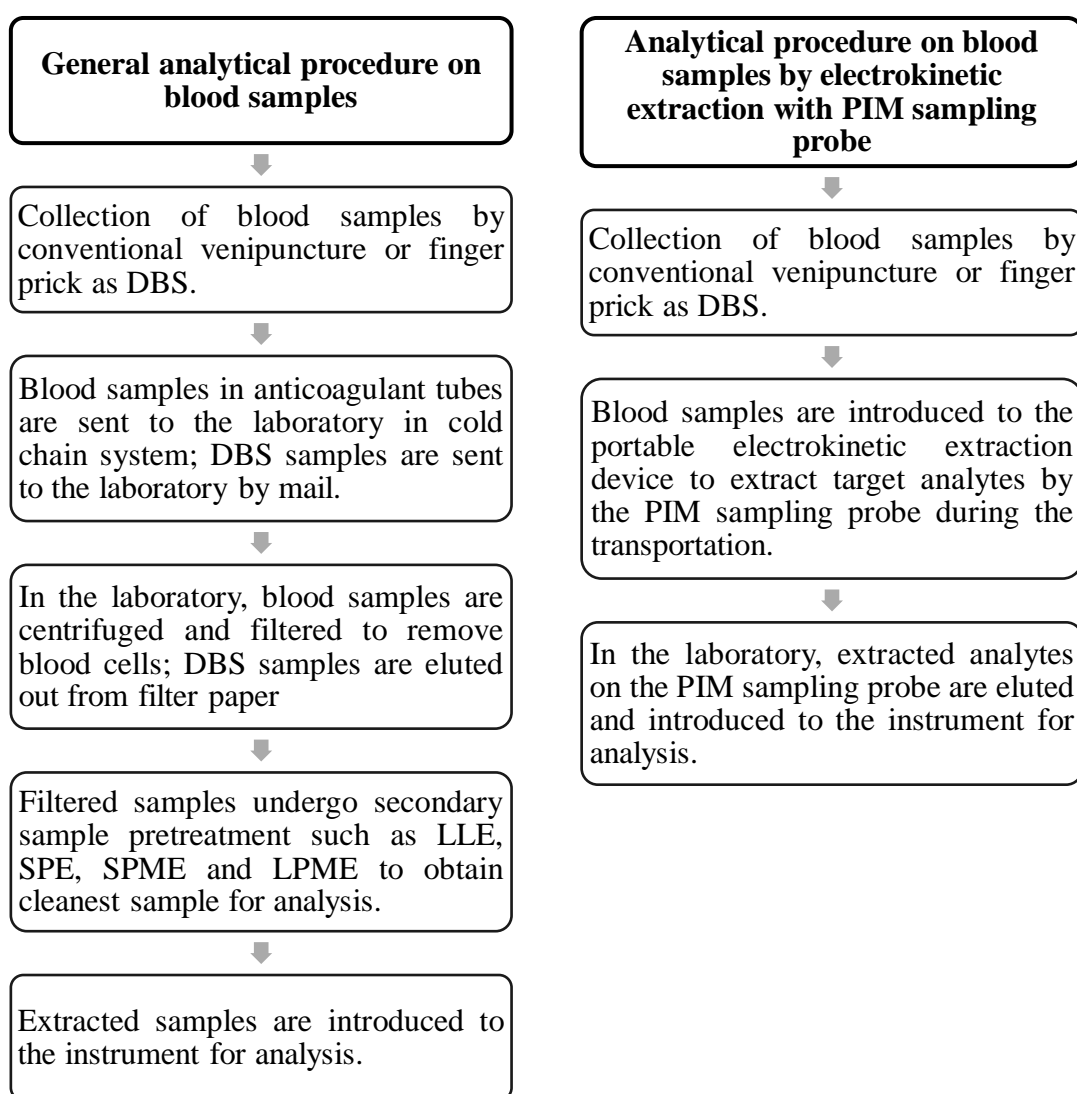 General analytical procedure on
blood samples
Collection of blood samples by
conventional venipuncture or finger
prick as DBS.
Blood samples in anticoagulant tubes
are sent to the laboratory in cold
chain system; DBS samples are sent
to the laboratory by mail.
In the laboratory, blood samples are
centrifuged and filtered to remove
blood cells; DBS samples are eluted
out from filter paper
Filtered samples undergo secondary
sample pretreatment such as LLE,
SPE, SPME and LPME to obtain
cleanest sample for analysis.
Extracted samples are introduced to
the instrument for analysis.
Analytical procedure on blood
samples by electrokinetic
extraction with PIM sampling
probe
Collection of blood samples by
conventional venipuncture or finger
prick as DBS.
Blood samples are introduced to the
portable electrokinetic extraction
device to extract target analytes by
the PIM sampling probe during the
transportation.
In the laboratory, extracted analytes
on the PIM sampling probe are eluted
and introduced to the instrument for
analysis.